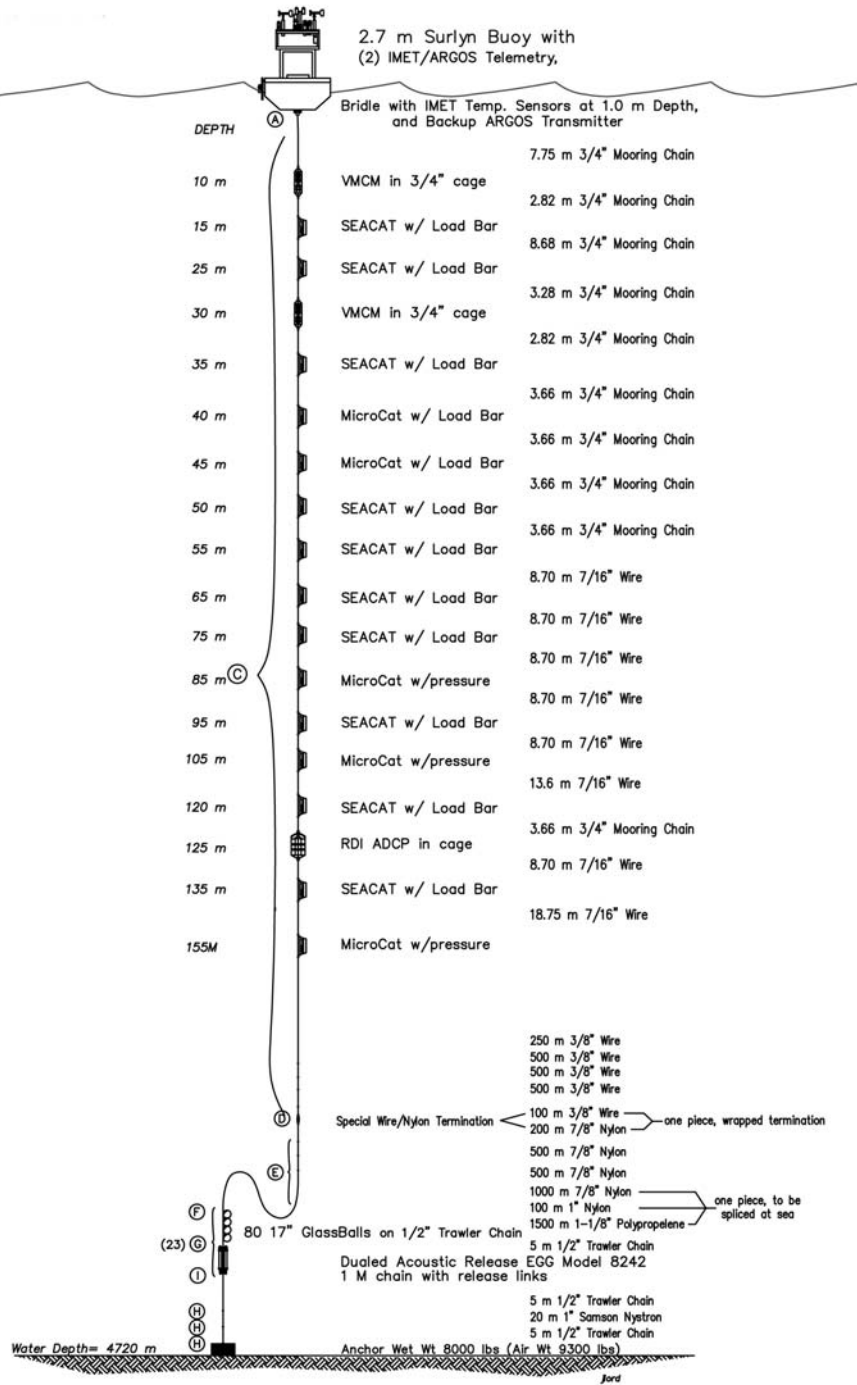 2.7 m Surlyn Buoy with
(2) IMET/ARGOS Telemetry,
Bridle with IMET Temp. Sensors at 1.0 m Depth,
and Backup ARGOS Transmitter
A
DEPTH
7.75 m 3/4" Mooring Chain
10 m VMCM in 3/4" cage
2.82 m 3/4" Mooring Chain
15 m SEACAT w/ Load Bar
8.68 m 3/4" Mooring Chain
25 m SEACAT w/ Load Bar
3.28 m 3/4" Mooring Chain
30 m VMCM in 3/4" cage
2.82 m 3/4" Mooring Chain
35 m SEACAT w/ Load Bar
3.66 m 3/4" Mooring Chain
40 m MicroCat w/ Load Bar
3.66 m 3/4" Mooring Chain
45 m MicroCat w/ Load Bar
3.66 m 3/4" Mooring Chain
50 m SEACAT w/ Load Bar
3.66 m 3/4" Mooring Chain
55 m SEACAT w/ Load Bar
8.70 m 7/16" Wire
65 m SEACAT w/ Load Bar
8.70 m 7/16" Wire
75 m SEACAT w/ Load Bar
8.70 m 7/16" Wire
85 m C MicroCat w/pressure
8.70 m 7/16" Wire
95 m SEACAT w/ Load Bar
8.70 m 7/16" Wire
105 m MicroCat w/pressure
13.6 m 7/16" Wire
120 m SEACAT w/ Load Bar
3.66 m 3/4" Mooring Chain
125 m RDI ADCP in cage
8.70 m 7/16" Wire
135 m SEACAT w/ Load Bar
18.75 m 7/16" Wire
155M MicroCat w/pressure
250 m 3/8" Wire
500 m 3/8" Wire
500 m 3/8" Wire
500 m 3/8" Wire
100 m 3/8" Wire
D Special Wire/Nylon Termination one piece, wrapped termination
200 m 7/8" Nylon
500 m 7/8" Nylon
E 500 m 7/8" Nylon
1000 m 7/8" Nylon
100 m 1" Nylon one piece, to be
spliced at sea
1500 m 1-1/8" Polypropelene
F
80 17" GlassBalls on 1/2" Trawler Chain
(23) G 5 m 1/2" Trawler Chain
Dualed Acoustic Release EGG Model 8242
I 1 M chain with release links
5 m 1/2" Trawler Chain
H 20 m 1" Samson Nystron
H 5 m 1/2" Trawler Chain
H
Water Depth= 4720 m Anchor Wet Wt 8000 lbs (Air Wt 9300 lbs)